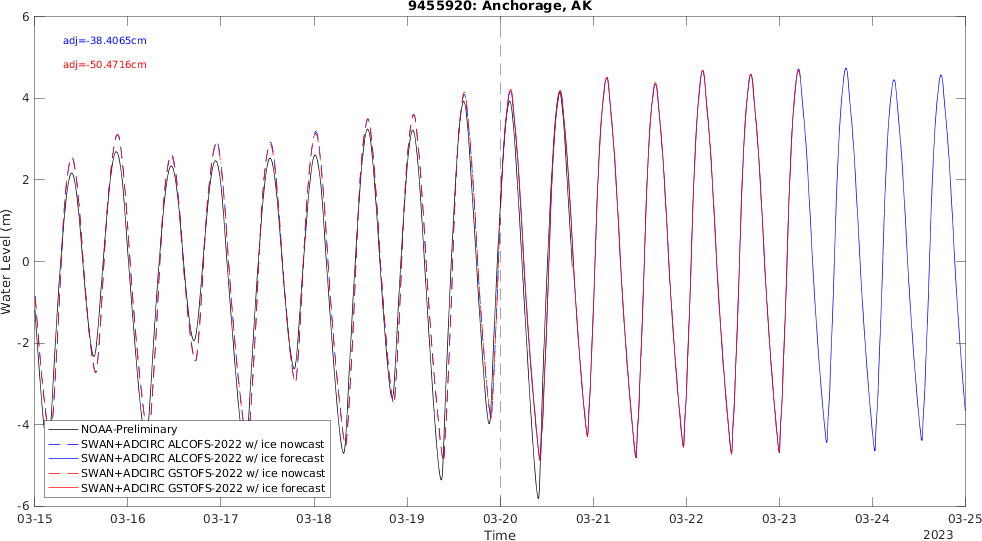 9455920: Anchorage, AK
adj=-38.4065cm
adj=-50.4716cm
6
4
2
0
-2
-4
-6
Water Level (m)
NOAA-Preliminary
SWAN+ADCIRC ALCOFS-2022 w/ ice nowcast
SWAN+ADCIRC ALCOFS-2022 w/ ice forecast
SWAN+ADCIRC GSTOFS-2022 w/ ice nowcast
SWAN+ADCIRC GSTOFS-2022 w/ ice forecast
03-15 03-16 03-17 03-18 03-19 03-20 03-21 03-22 03-23 03-24 03-25
Time
2023